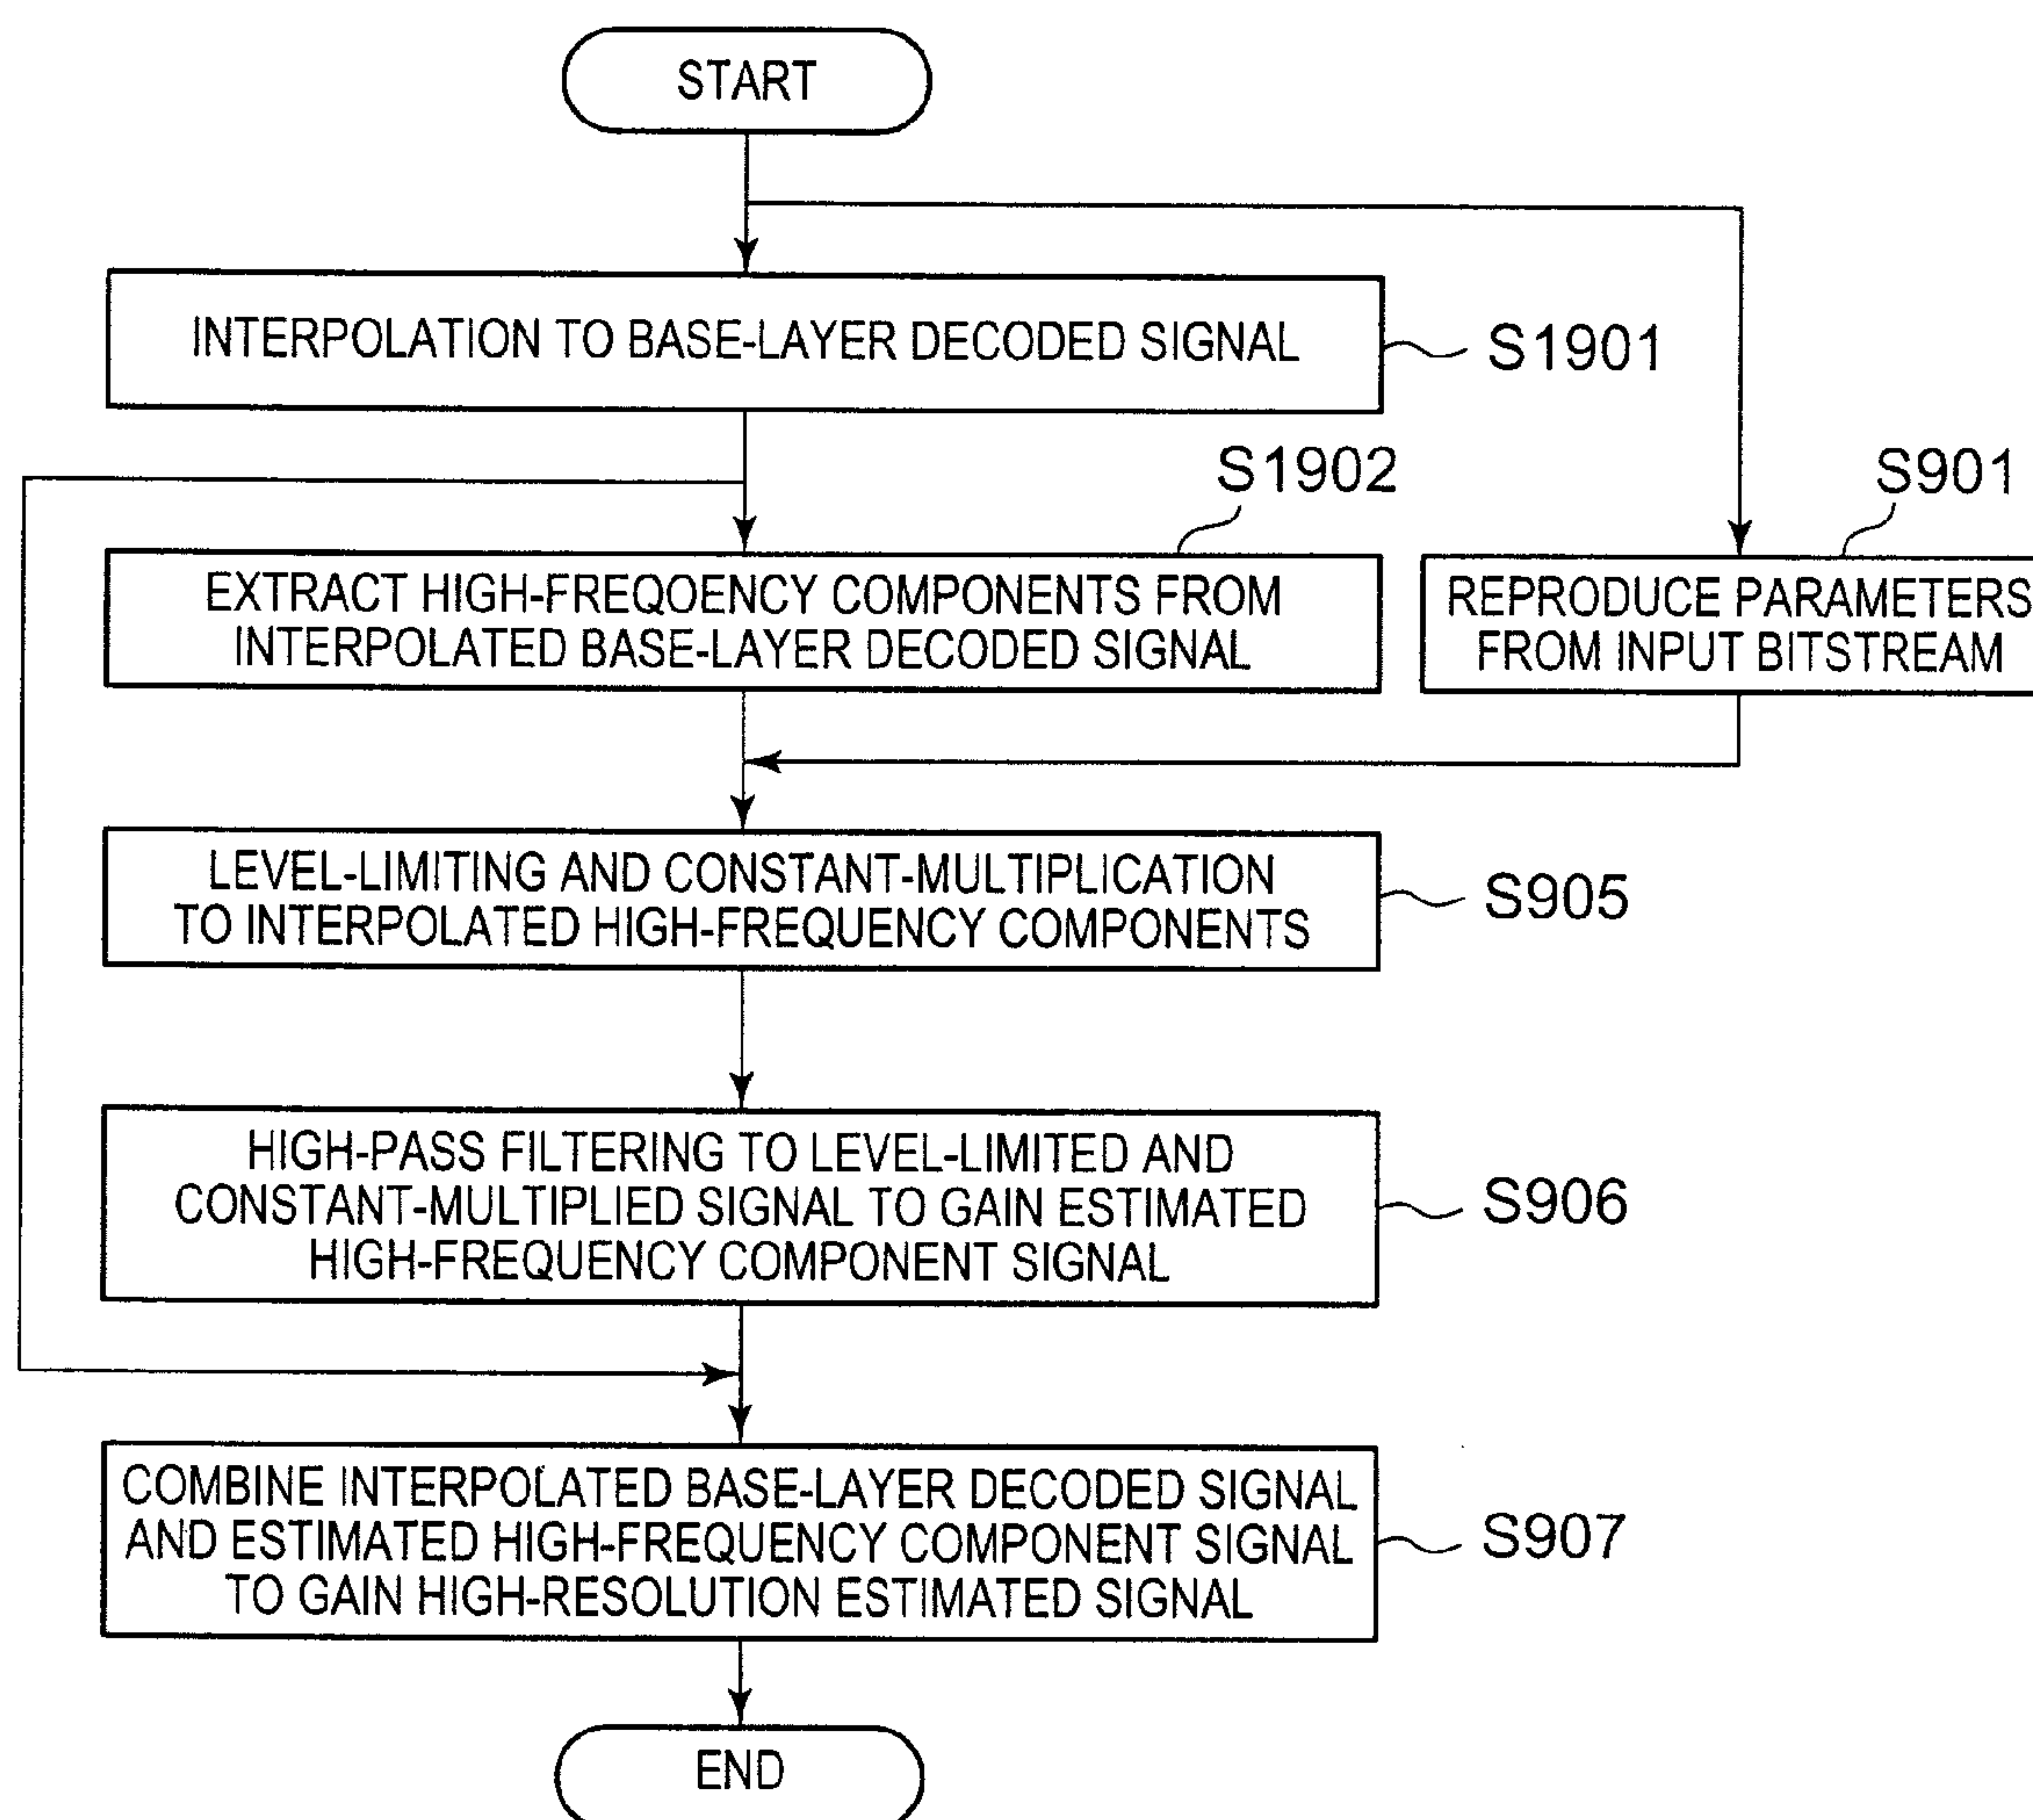 START
INTERPOLATION TO BASE-LAYER DECODED SIGNAL
S1901
S1902
S901
EXTRACT HIGH-FREQOENCY COMPONENTS FROM
INTERPOLATED BASE-LAYER DECODED SIGNAL
REPRODUCE PARAMETERS
FROM INPUT BITSTREAM
LEVEL-LIMITING AND CONSTANT-MULTIPLICATION
TO INTERPOLATED HIGH-FREQUENCY COMPONENTS
S905
HIGH-PASS FILTERING TO LEVEL-LIMITED AND
CONSTANT-MULTIPLIED SIGNAL TO GAIN ESTIMATED
HIGH-FREQUENCY COMPONENT SIGNAL
S906
COMBINE INTERPOLATED BASE-LAYER DECODED SIGNAL
AND ESTIMATED HIGH-FREQUENCY COMPONENT SIGNAL
TO GAIN HIGH-RESOLUTION ESTIMATED SIGNAL
S907
END